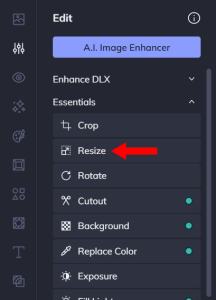 Edit
A.I. Image Enhancer
Enhance DLX
Essentials
Crop
Resize
Rotate
Cutout
Background
Replace Color
Exposure